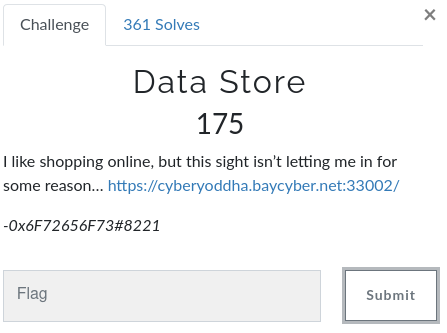 Challenge 361 Solves ×
Data Store
175
I like shopping online, but this sight isn't letting me in for
some reason... https://cyberyoddha.baycyber.net:33002/
-0x6F72656F73#8221
Flag Submit